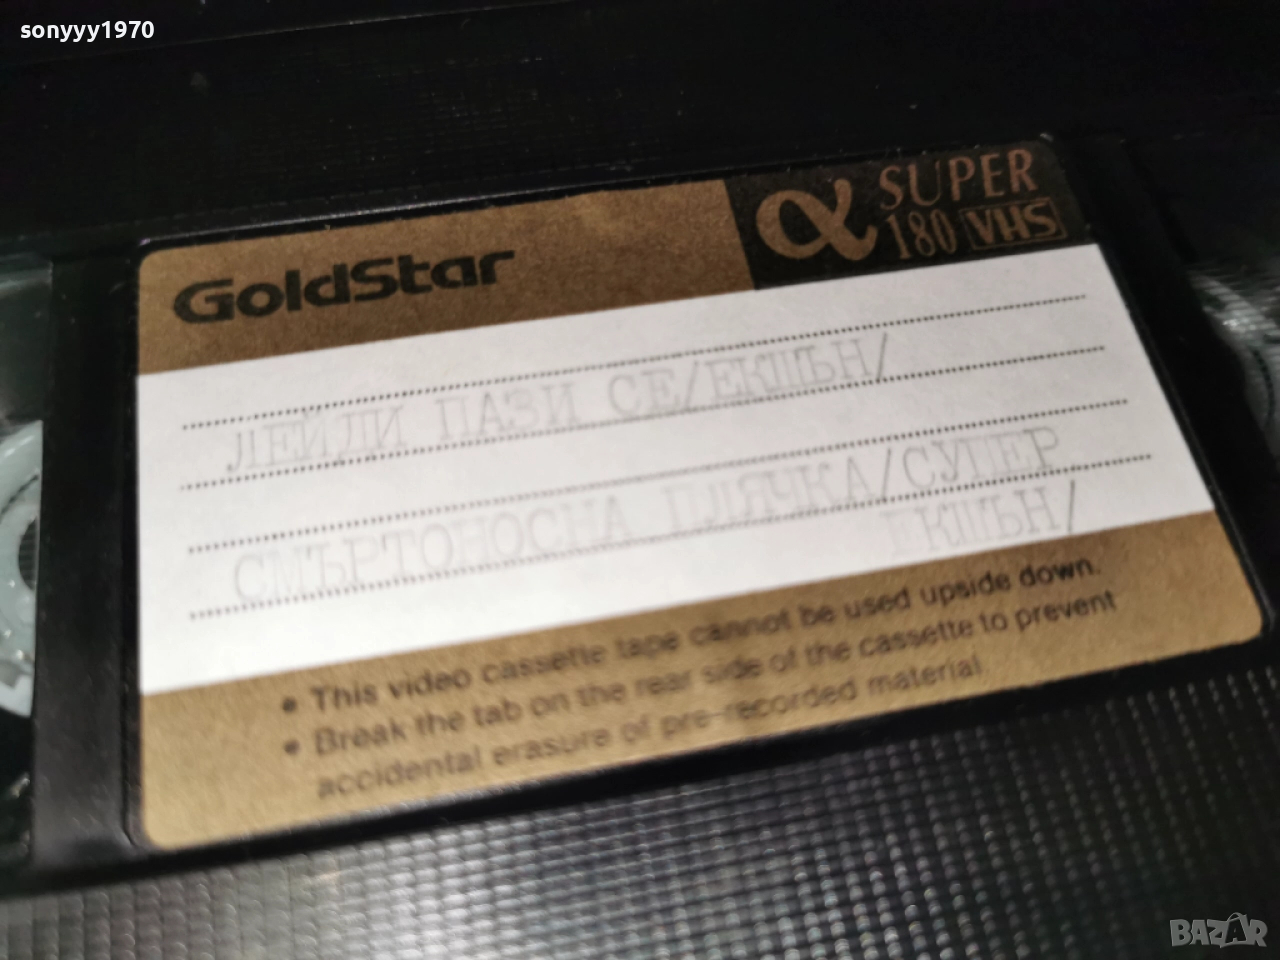 sonyyy1970
GoldStar
α SUPER
180 VHS
ЛЕЙДИ ПАЗИ СЕ/ЕКШЪН/
СМЪРТОНОСНА ПЛЯЧКА/СУПЕР
ЕКШЪН/
• This video cassette tape cannot be used upside down.
• Break the tab on the rear side of the cassette to prevent
accidental erasure of pre-recorded material
BAZAR